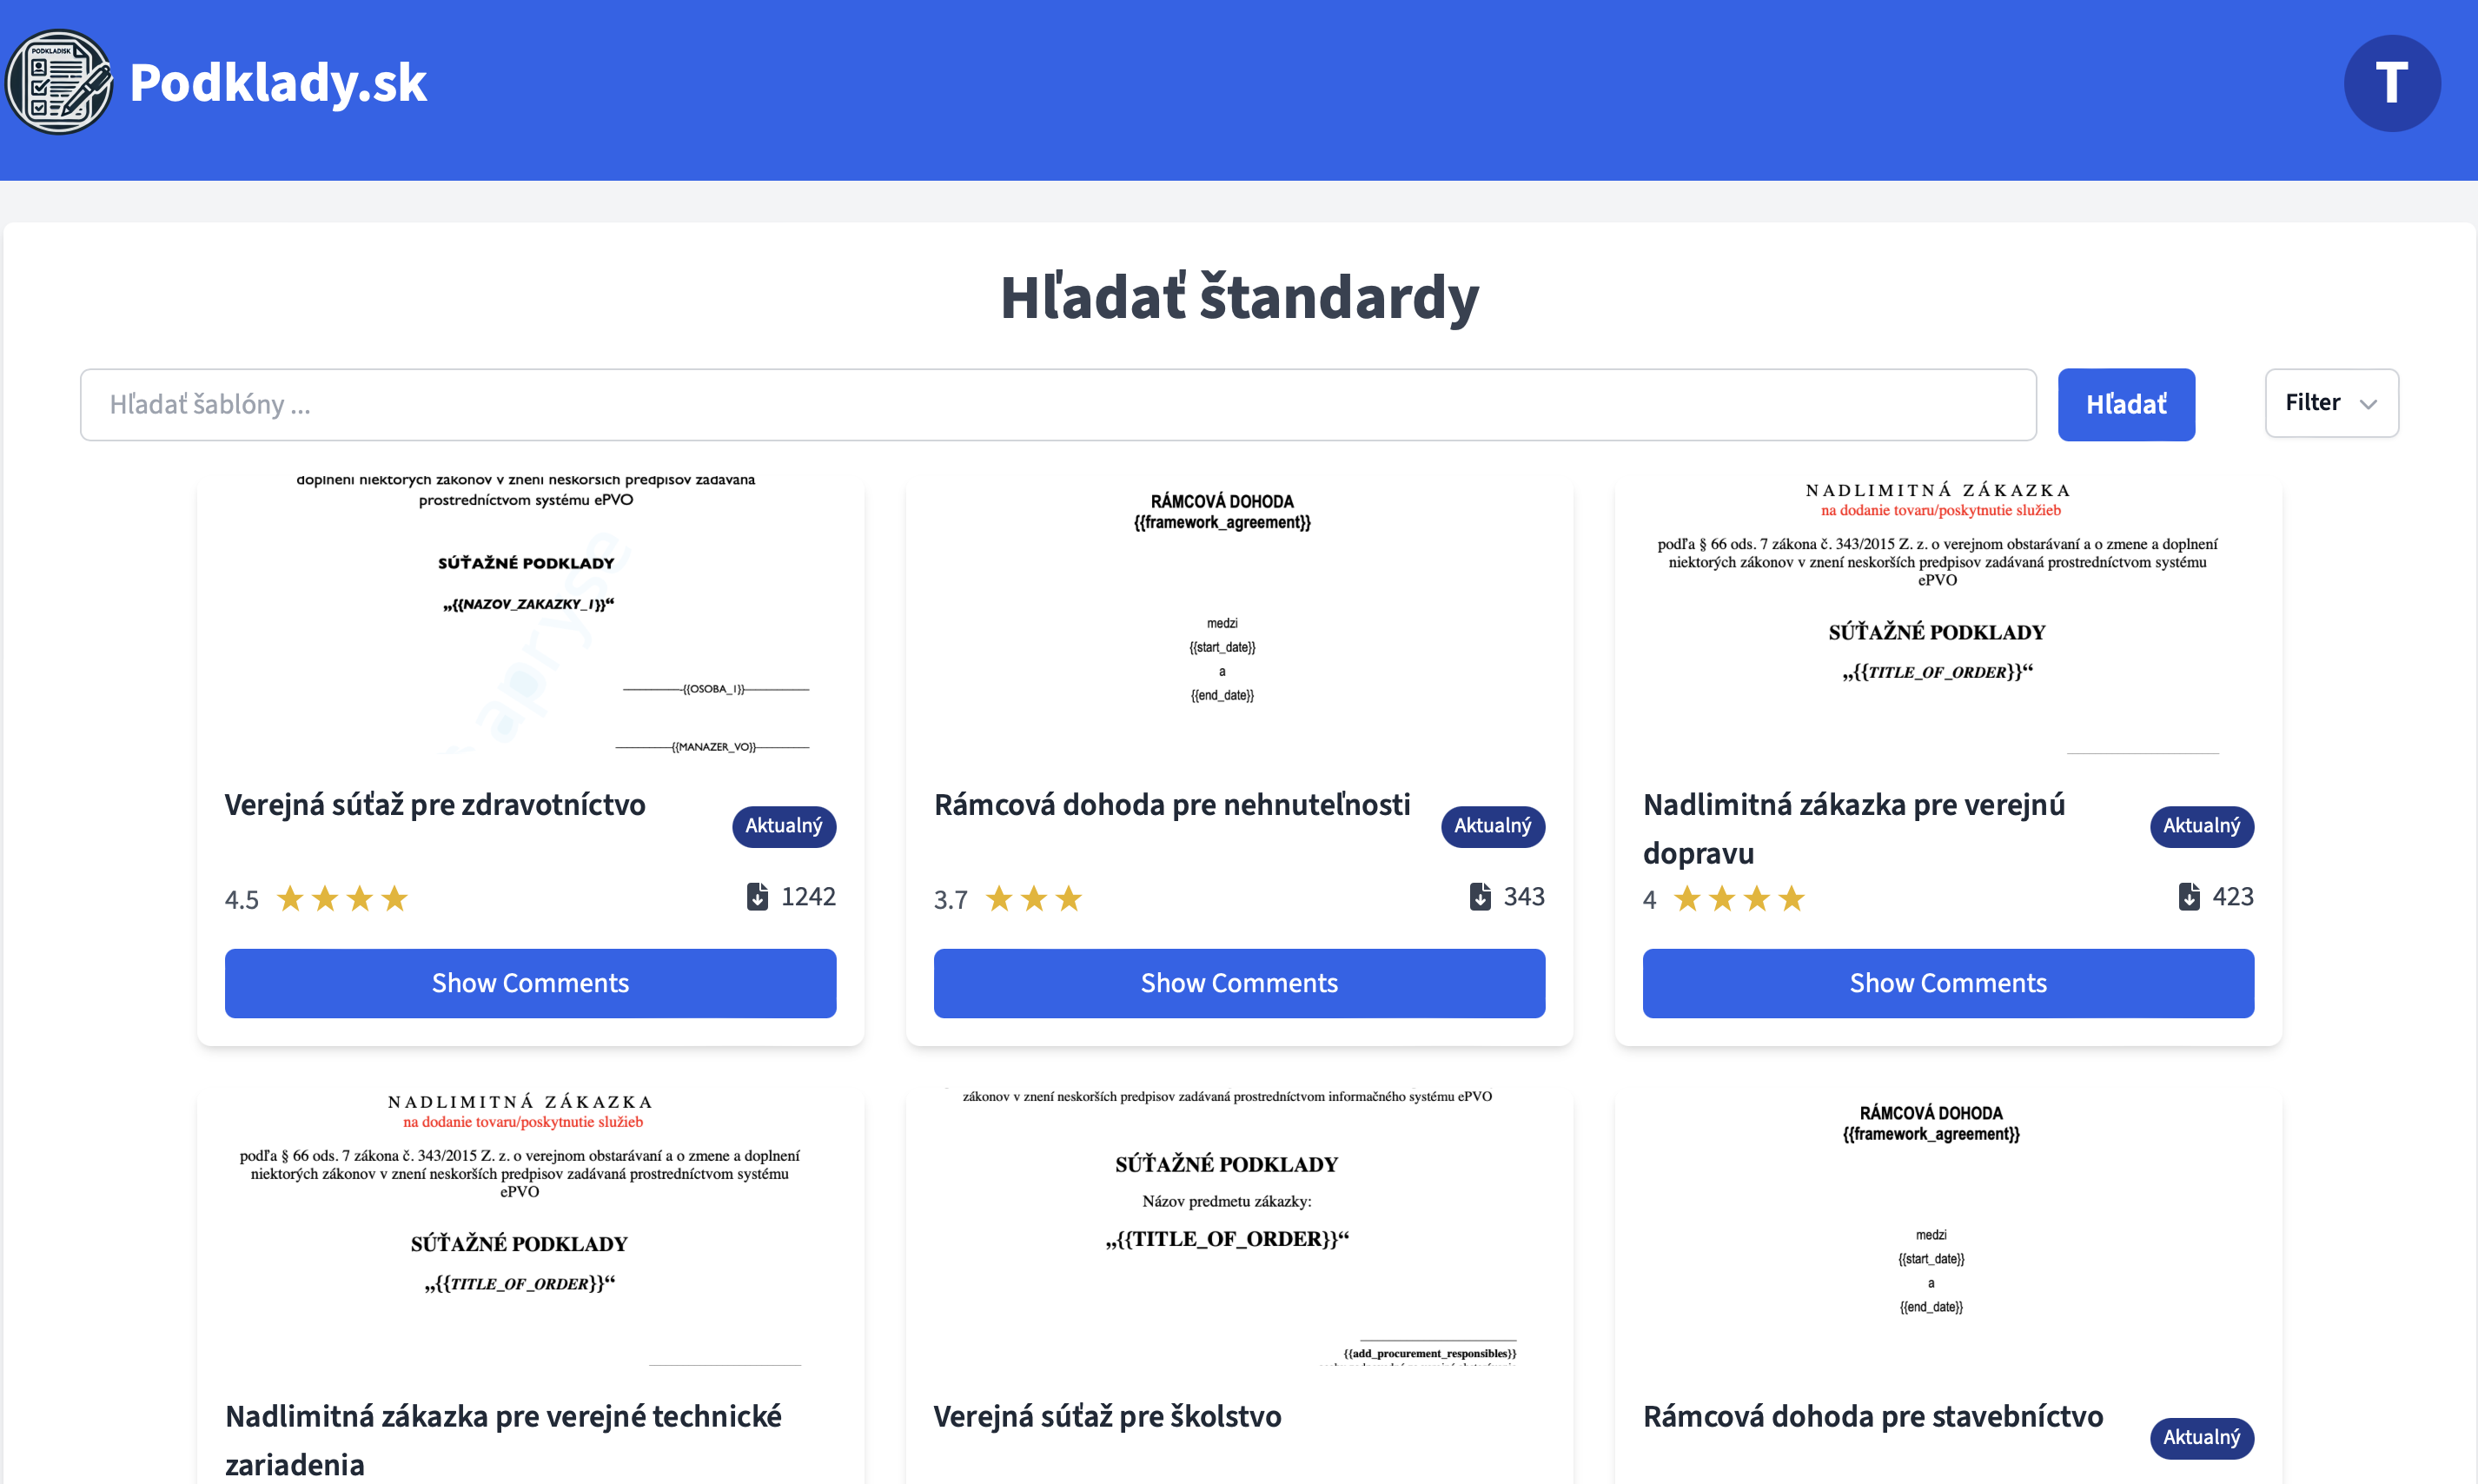 PODKLADISK
Podklady.sk
T
Hľadať štandardy
Hľadať šablóny ...
Hľadať
Filter
doplnení niektorých zákonov v znení neskorších predpisov zadávaná
prostredníctvom systému ePVO
SÚŤAŽNÉ PODKLADY
„{{NAZOV_ZAKAZKY_1}}“
apryse
{{OSOBA_1}}
{{MANAZER_VO}}
Verejná súťaž pre zdravotníctvo
Aktualný
4.5
1242
Show Comments
RÁMCOVÁ DOHODA
{{framework_agreement}}
medzi
{{start_date}}
a
{{end_date}}
Rámcová dohoda pre nehnuteľnosti
Aktualný
3.7
343
Show Comments
NADLIMITNÁ ZÁKAZKA
na dodanie tovaru/poskytnutie služieb
podľa § 66 ods. 7 zákona č. 343/2015 Z. z. o verejnom obstarávaní a o zmene a doplnení
niektorých zákonov v znení neskorších predpisov zadávaná prostredníctvom systému
ePVO
SÚŤAŽNÉ PODKLADY
„{{TITLE_OF_ORDER}}“
Nadlimitná zákazka pre verejnú
dopravu
Aktualný
4
423
Show Comments
NADLIMITNÁ ZÁKAZKA
na dodanie tovaru/poskytnutie služieb
podľa § 66 ods. 7 zákona č. 343/2015 Z. z. o verejnom obstarávaní a o zmene a doplnení
niektorých zákonov v znení neskorších predpisov zadávaná prostredníctvom systému
ePVO
SÚŤAŽNÉ PODKLADY
„{{TITLE_OF_ORDER}}“
Nadlimitná zákazka pre verejné technické
zariadenia
zákonov v znení neskorších predpisov zadávaná prostredníctvom informačného systému ePVO
SÚŤAŽNÉ PODKLADY
Názov predmetu zákazky:
„{{TITLE_OF_ORDER}}“
{{add_procurement_responsibles}}
Verejná súťaž pre školstvo
RÁMCOVÁ DOHODA
{{framework_agreement}}
medzi
{{start_date}}
a
{{end_date}}
Rámcová dohoda pre stavebníctvo
Aktualný